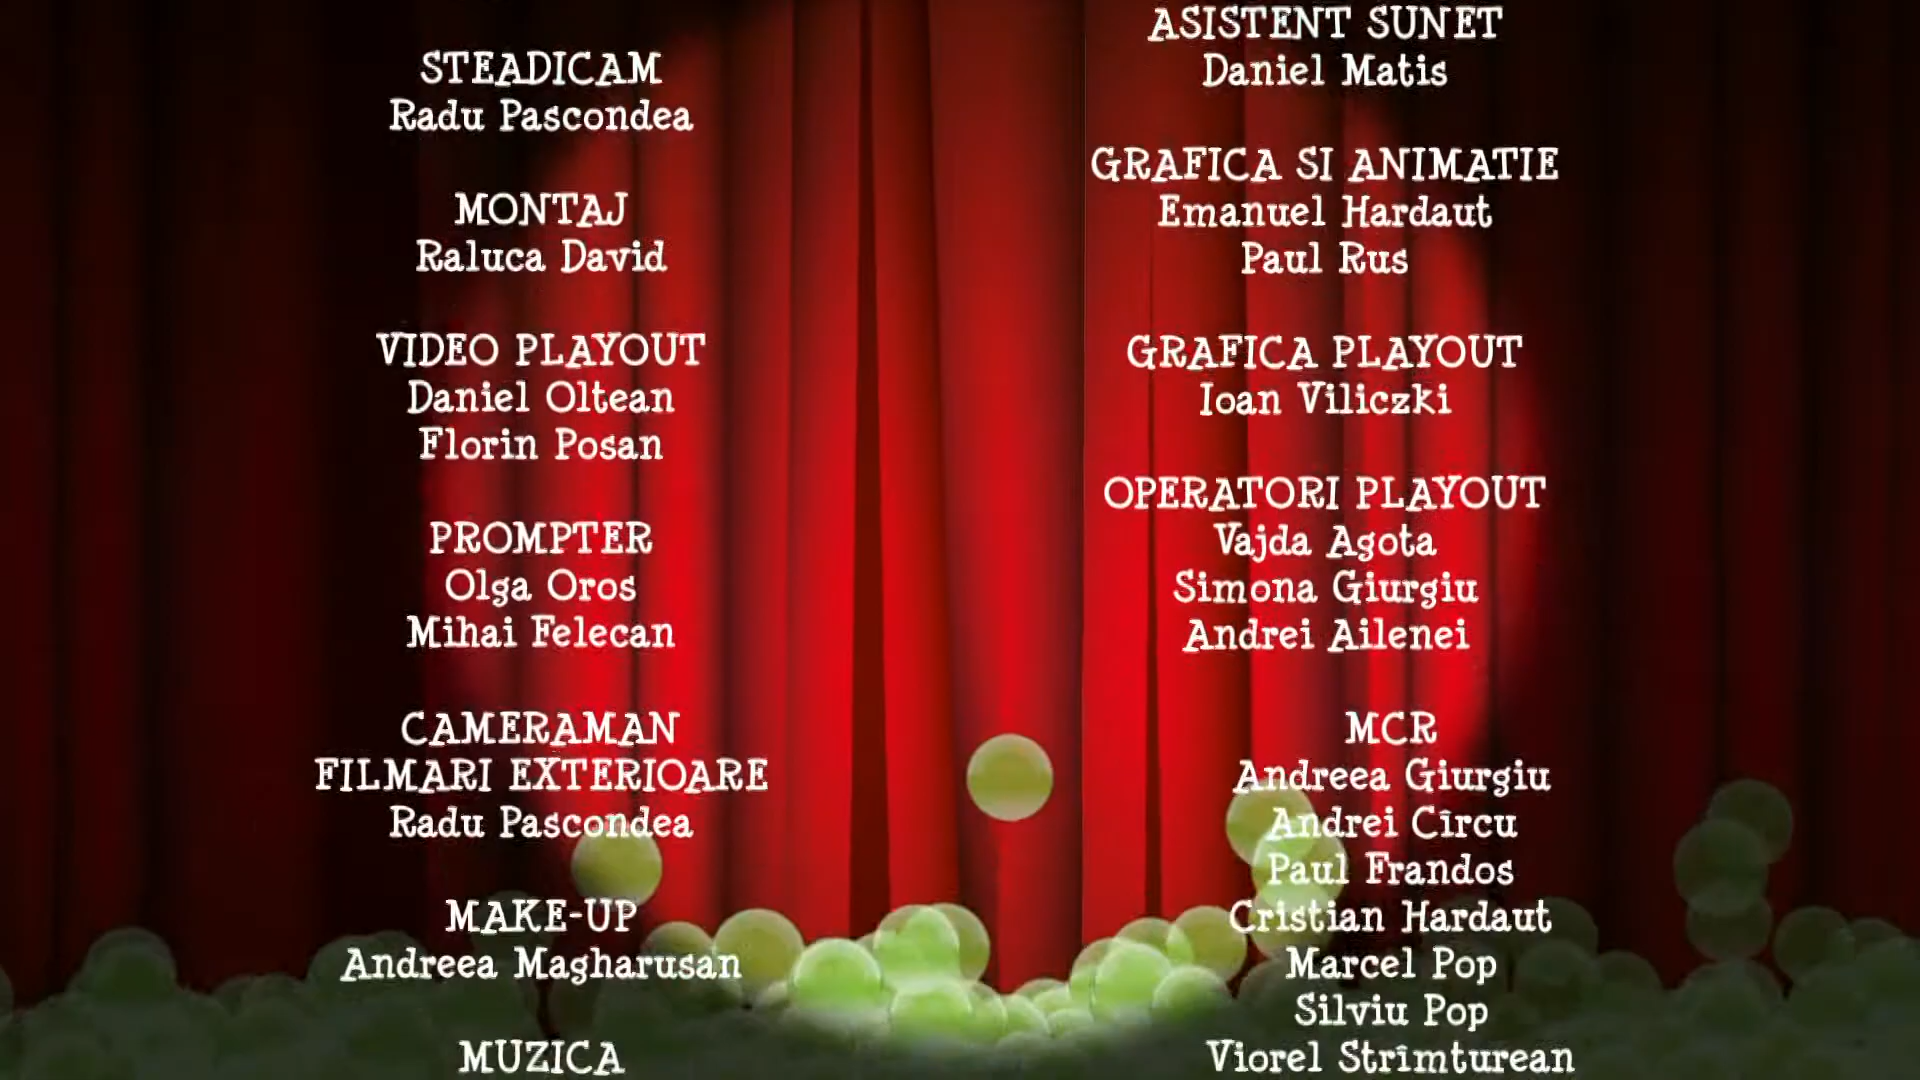 STEADICAM
Radu Pascondea
MONTAJ
Raluca David
VIDEO PLAYOUT
Daniel Oltean
Florin Posan
PROMPTER
Olga Oros
Mihai Felecan
CAMERAMAN
FILMARI EXTERIOARE
Radu Pascondea
MAKE-UP
Andreea Magharusan
MUZICA
ASISTENT SUNET
Daniel Matis
GRAFICA SI ANIMATIE
Emanuel Hardaut
Paul Rus
GRAFICA PLAYOUT
Ioan Viliczki
OPERATORI PLAYOUT
Vajda Agota
Simona Giurgiu
Andrei Ailenei
MCR
Andreea Giurgiu
Andrei Cîrcu
Paul Frandos
Cristian Hardaut
Marcel Pop
Silviu Pop
Viorel Strîmturean